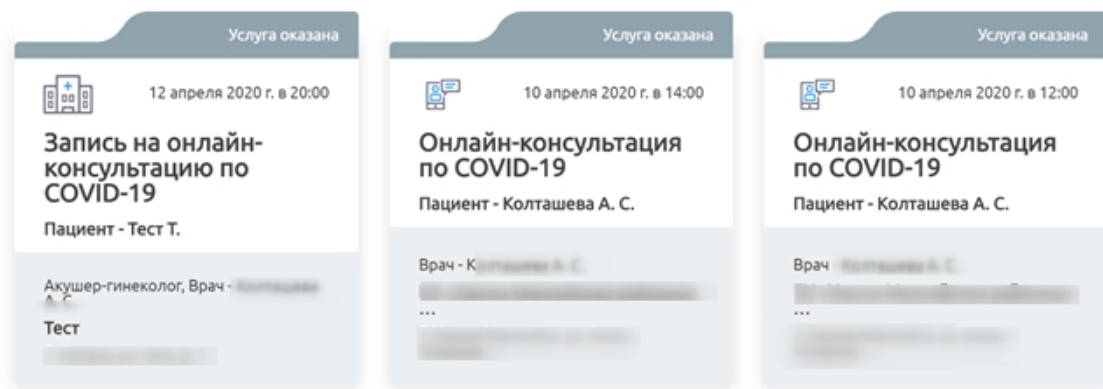 Услуга оказана
12 апреля 2020 г. в 20:00
Запись на онлайн-
консультацию по
COVID-19
Пациент - Тест Т.
Акушер-гинеколог, Врач -
Тест
Услуга оказана
10 апреля 2020 г. в 14:00
Онлайн-консультация
по COVID-19
Пациент - Колташева А. С.
Врач - К
...
Услуга оказана
10 апреля 2020 г. в 12:00
Онлайн-консультация
по COVID-19
Пациент - Колташева А. С.
Врач
...